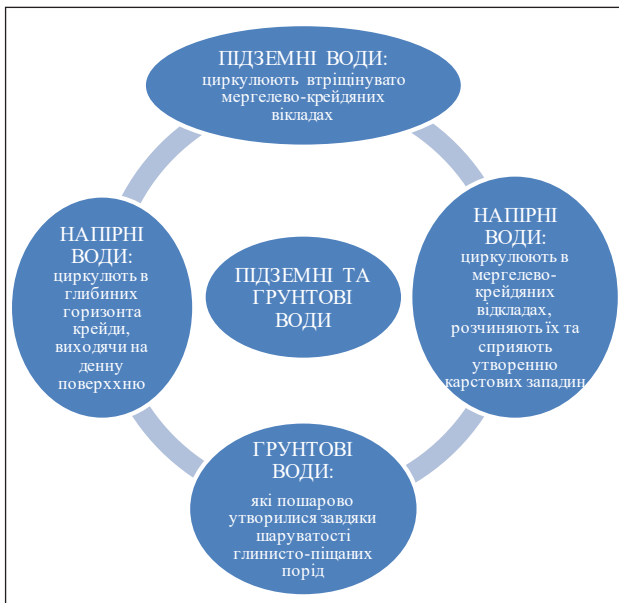 ПІДЗЕМНІ ВОДИ:
циркулюють втріщінувато
мергелево-крейдяних
вікладах
НАПІРНІ
ВОДИ:
циркулюють в
мергелево-
крейдяних
відкладах,
розчиняють їх та
сприяють
утворенню
карстових западин
ГРУНТОВІ
ВОДИ:
які пошарово
утворилися завдяки
шаруватості
глинисто-піщаних
порід
НАПІРНІ
ВОДИ:
циркулють в
глибиних
горизонта
крейди,
виходячи на
денну
поверххню
ПІДЗЕМНІ ТА
ГРУНТОВІ
ВОДИ